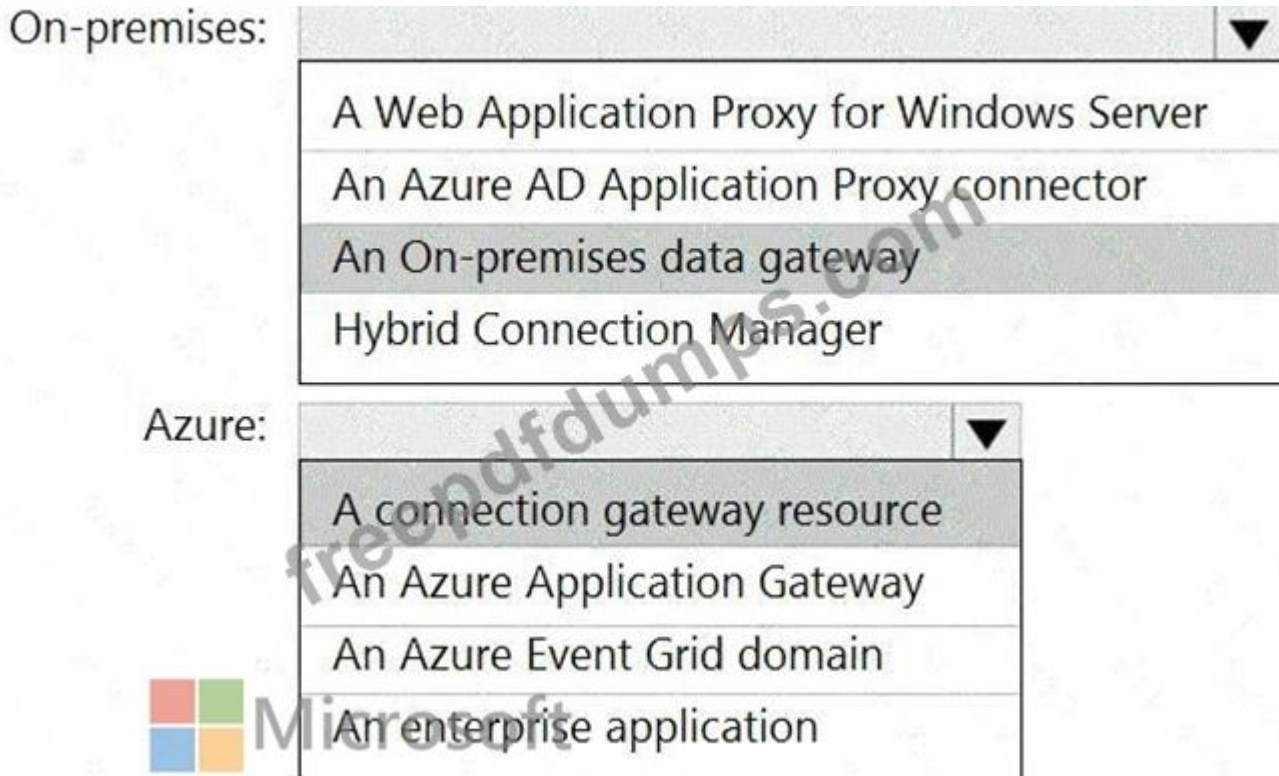 On-premises:
A Web Application Proxy for Windows Server
An Azure AD Application Proxy connector
An On-premises data gateway
Hybrid Connection Manager
Azure:
A connection gateway resource
An Azure Application Gateway
An Azure Event Grid domain
An enterprise application
Microsoft
freepdfdumps.com